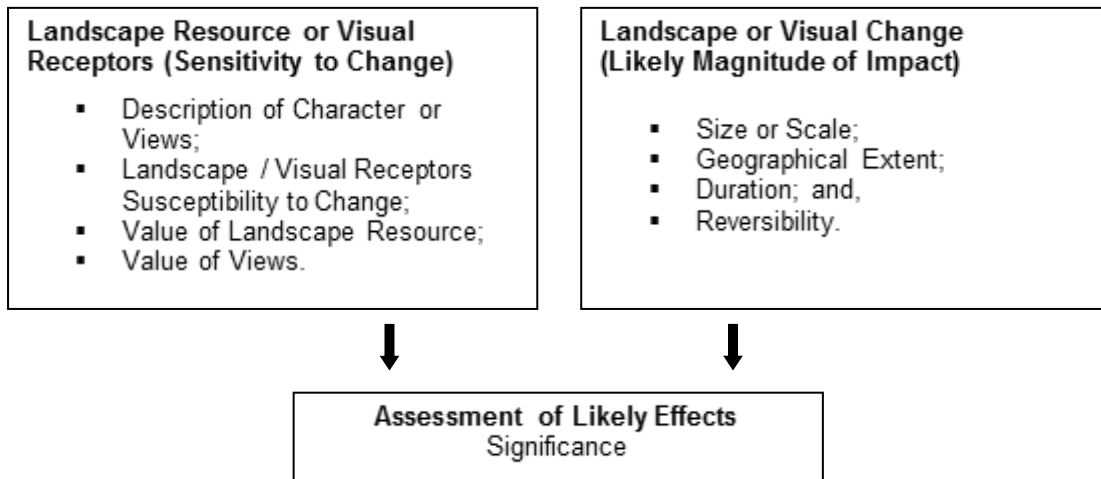 Landscape Resource or Visual
Receptors (Sensitivity to Change)
▪ Description of Character or
Views;
▪ Landscape / Visual Receptors
Susceptibility to Change;
▪ Value of Landscape Resource;
▪ Value of Views.
Landscape or Visual Change
(Likely Magnitude of Impact)
▪ Size or Scale;
▪ Geographical Extent;
▪ Duration; and,
▪ Reversibility.
Assessment of Likely Effects
Significance